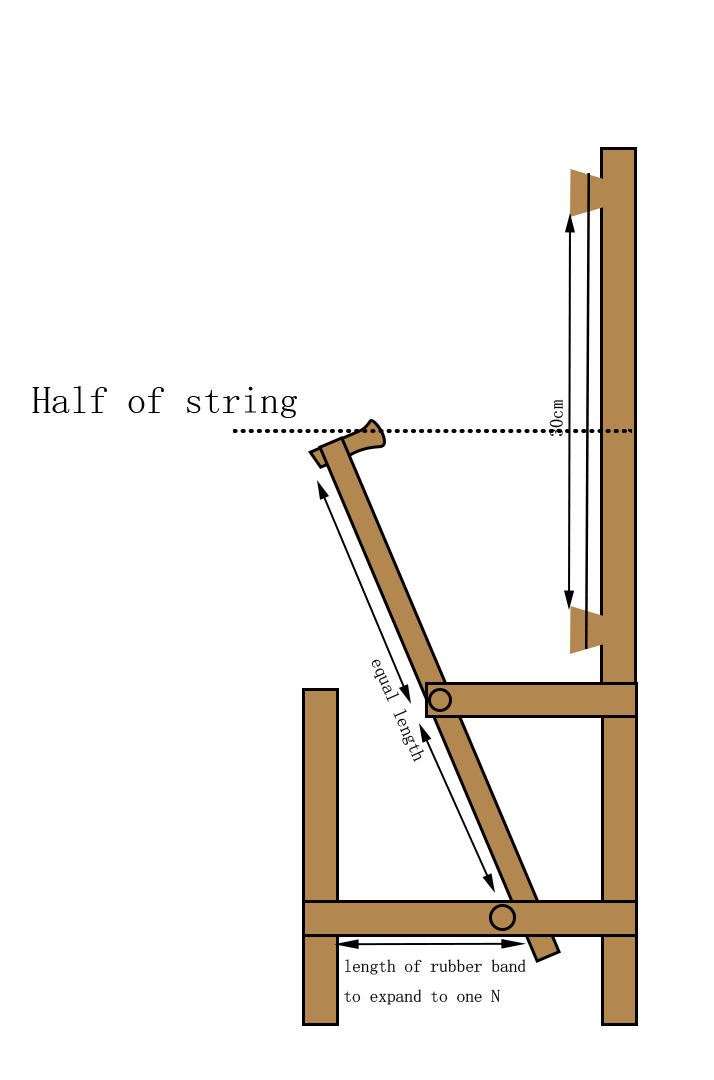 Half of string
30cm
equal length
length of rubber band
to expand to one N